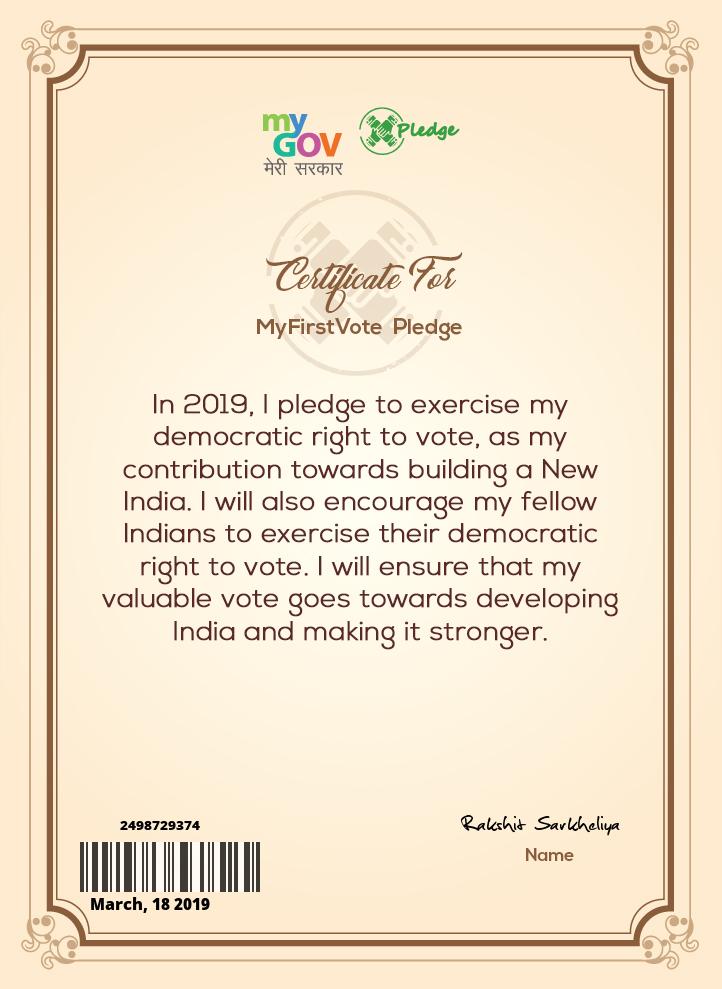 my
GOV
मेरी सरकार
Pledge
Certificate For
MyFirstVote Pledge
In 2019, I pledge to exercise my
democratic right to vote, as my
contribution towards building a New
India. I will also encourage my fellow
Indians to exercise their democratic
right to vote. I will ensure that my
valuable vote goes towards developing
India and making it stronger.
2498729374
March, 18 2019
Rakshit Sarkheliya
Name